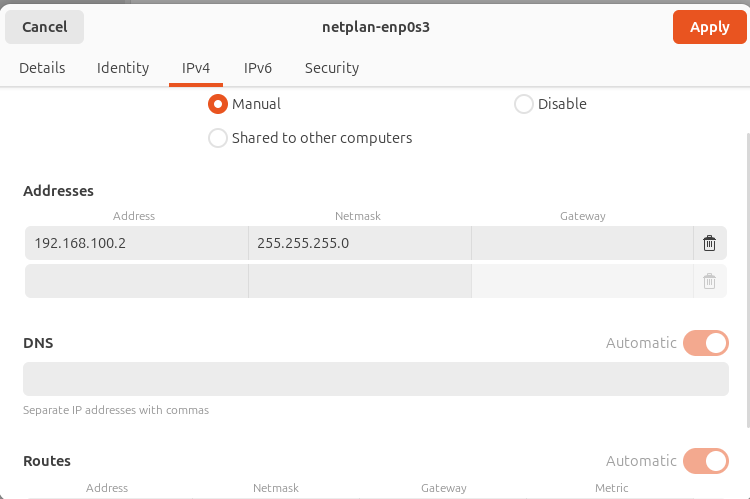 Cancel netplan-enp0s3 Apply
Details Identity IPv4 IPv6 Security
Manual Disable
Shared to other computers
Addresses
Address Netmask Gateway
192.168.100.2 255.255.255.0
DNS Automatic
Separate IP addresses with commas
Routes Automatic
Address Netmask Gateway Metric